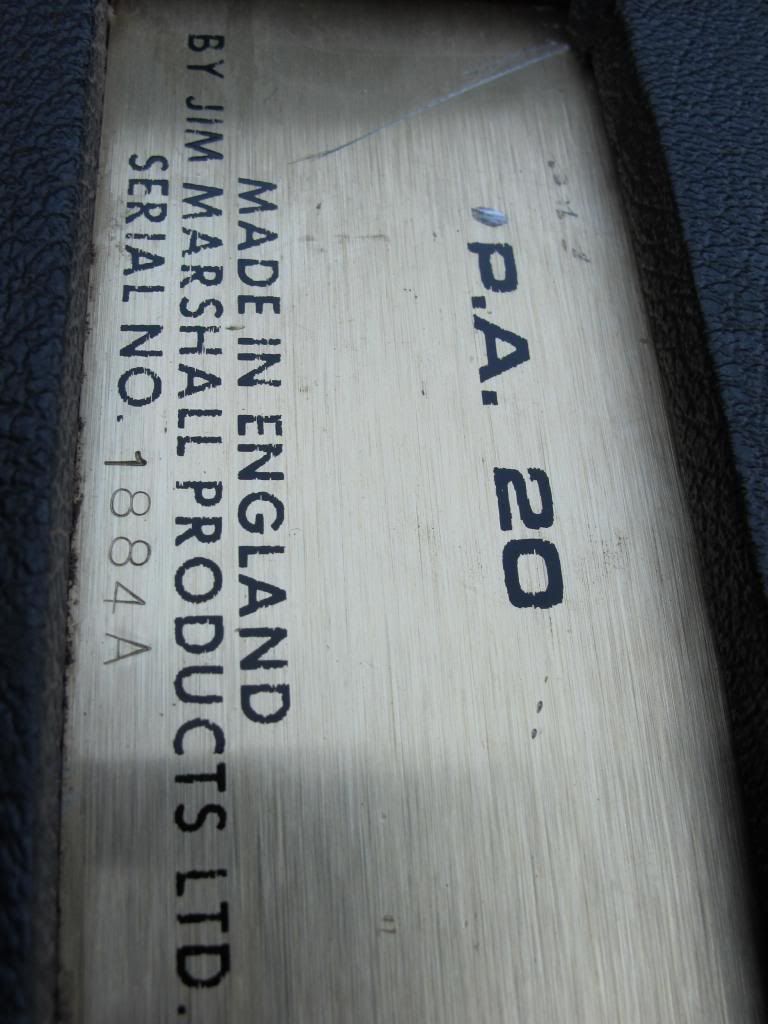 P.A. 20
MADE IN ENGLAND
BY JIM MARSHALL PRODUCTS LTD.
SERIAL NO. 1884A